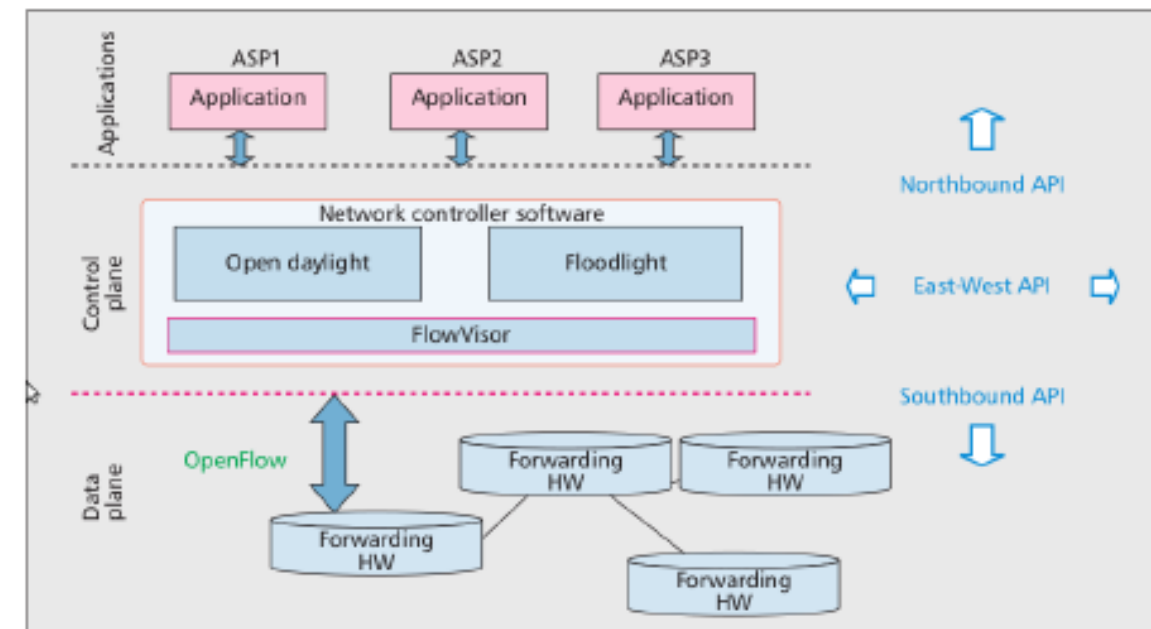 Applications
ASP1
ASP2
ASP3
Application
Application
Application
Northbound API
Control
plane
Network controller software
Open daylight
Floodlight
FlowVisor
East-West API
Southbound API
Data
plane
OpenFlow
Forwarding
HW
Forwarding
HW
Forwarding
HW
Forwarding
HW